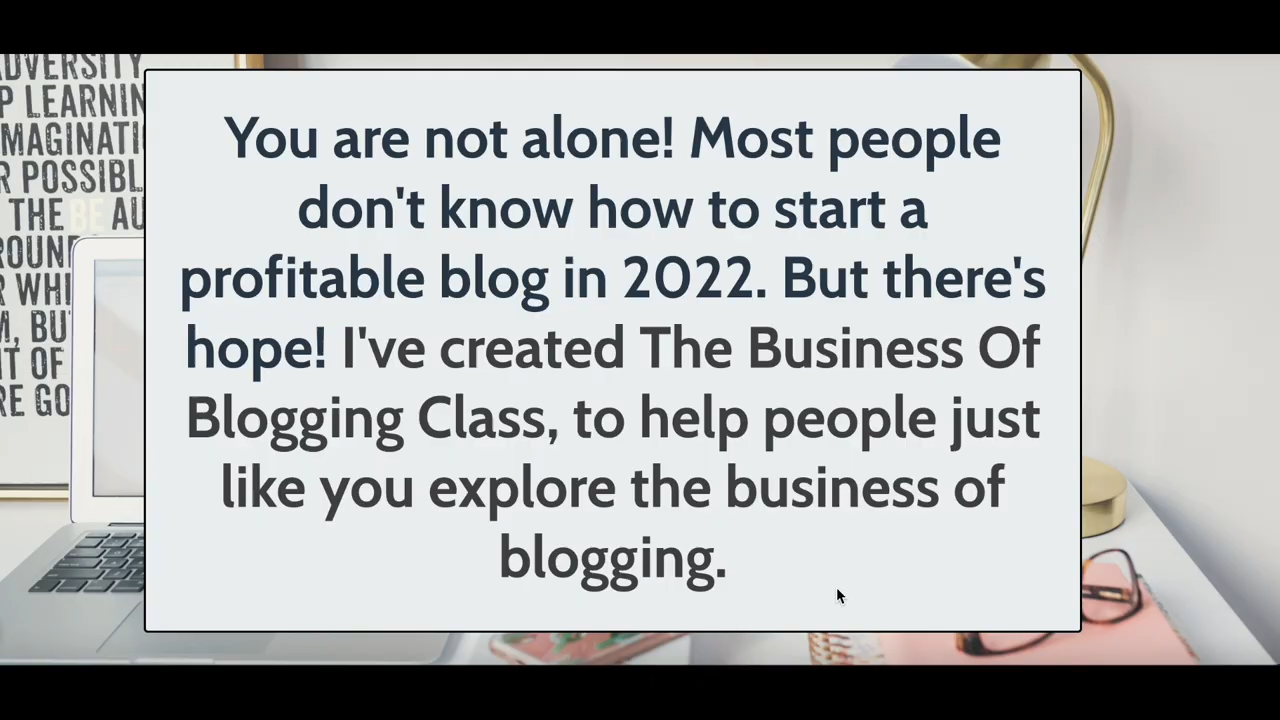 ADVERSITY
P LEARNIN
MAGINATI
R POSSIBL
THE BE AU
ROUN
R WHI
M, BU
IT OF
RE GO
You are not alone! Most people
don't know how to start a
profitable blog in 2022. But there's
hope! I've created The Business Of
Blogging Class, to help people just
like you explore the business of
blogging.